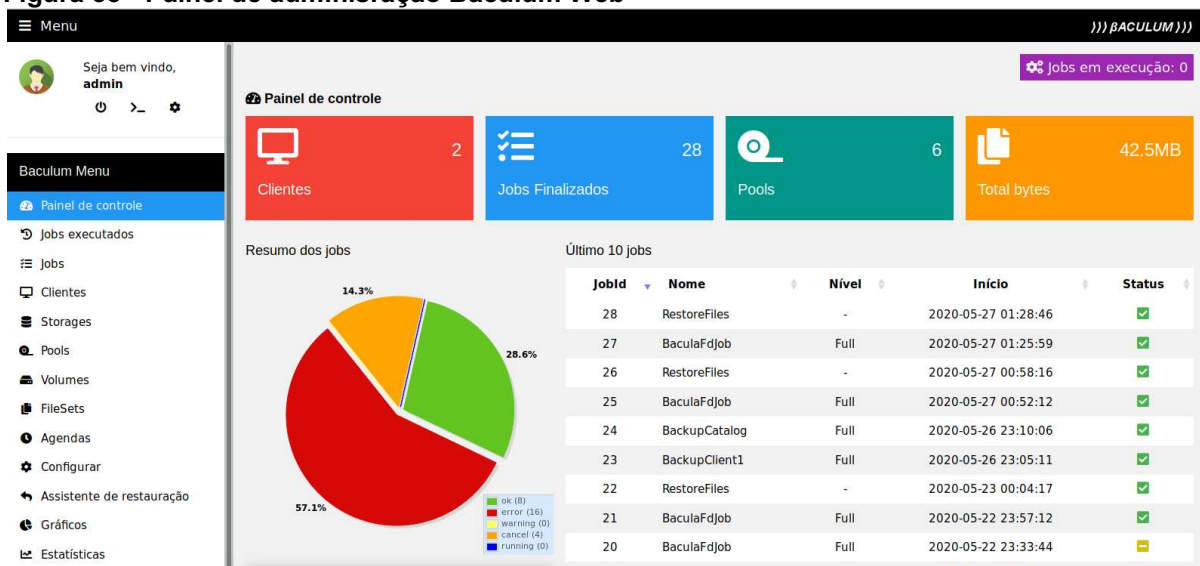 Figura 33 - Painel de administração Baculum Web
Menu
))) βACULUM )))
Seja bem vindo,
admin
Jobs em execução: 0
Painel de controle
2
Clientes
28
Jobs Finalizados
6
Pools
42.5MB
Total bytes
Baculum Menu
Painel de controle
Jobs executados
Jobs
Clientes
Storages
Pools
Volumes
FileSets
Agendas
Configurar
Assistente de restauração
Gráficos
Estatísticas
Resumo dos jobs
14.3%
28.6%
57.1%
ok (8)
error (16)
warning (0)
cancel (4)
running (0)
Último 10 jobs
JobId Nome Nível Início Status
28 RestoreFiles - 2020-05-27 01:28:46
27 BaculaFdJob Full 2020-05-27 01:25:59
26 RestoreFiles - 2020-05-27 00:58:16
25 BaculaFdJob Full 2020-05-27 00:52:12
24 BackupCatalog Full 2020-05-26 23:10:06
23 BackupClient1 Full 2020-05-26 23:05:11
22 RestoreFiles - 2020-05-23 00:04:17
21 BaculaFdJob Full 2020-05-22 23:57:12
20 BaculaFdJob Full 2020-05-22 23:33:44